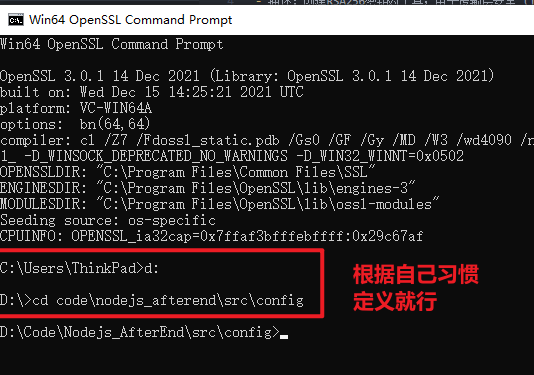 Win64 OpenSSL Command Prompt
Win64 OpenSSL Command Prompt
OpenSSL 3.0.1 14 Dec 2021 (Library: OpenSSL 3.0.1 14 Dec 2021)
built on: Wed Dec 15 14:25:21 2021 UTC
platform: VC-WIN64A
options:  bn(64,64)
compiler: cl /Z7 /Fdossl_static.pdb /Gs0 /GF /Gy /MD /W3 /wd4090 /n
l_ -D_WINSOCK_DEPRECATED_NO_WARNINGS -D_WIN32_WINNT=0x0502
OPENSSLDIR: "C:\Program Files\Common Files\SSL"
ENGINESDIR: "C:\Program Files\OpenSSL\lib\engines-3"
MODULESDIR: "C:\Program Files\OpenSSL\lib\ossl-modules"
Seeding source: os-specific
CPUINFO: OPENSSL_ia32cap=0x7ffaf3bfffebffff:0x29c67af
C:\Users\ThinkPad>d:
D:\>cd code\nodejs_afterend\src\config
D:\Code\Nodejs_AfterEnd\src\config>
根据自己习惯
定义就行